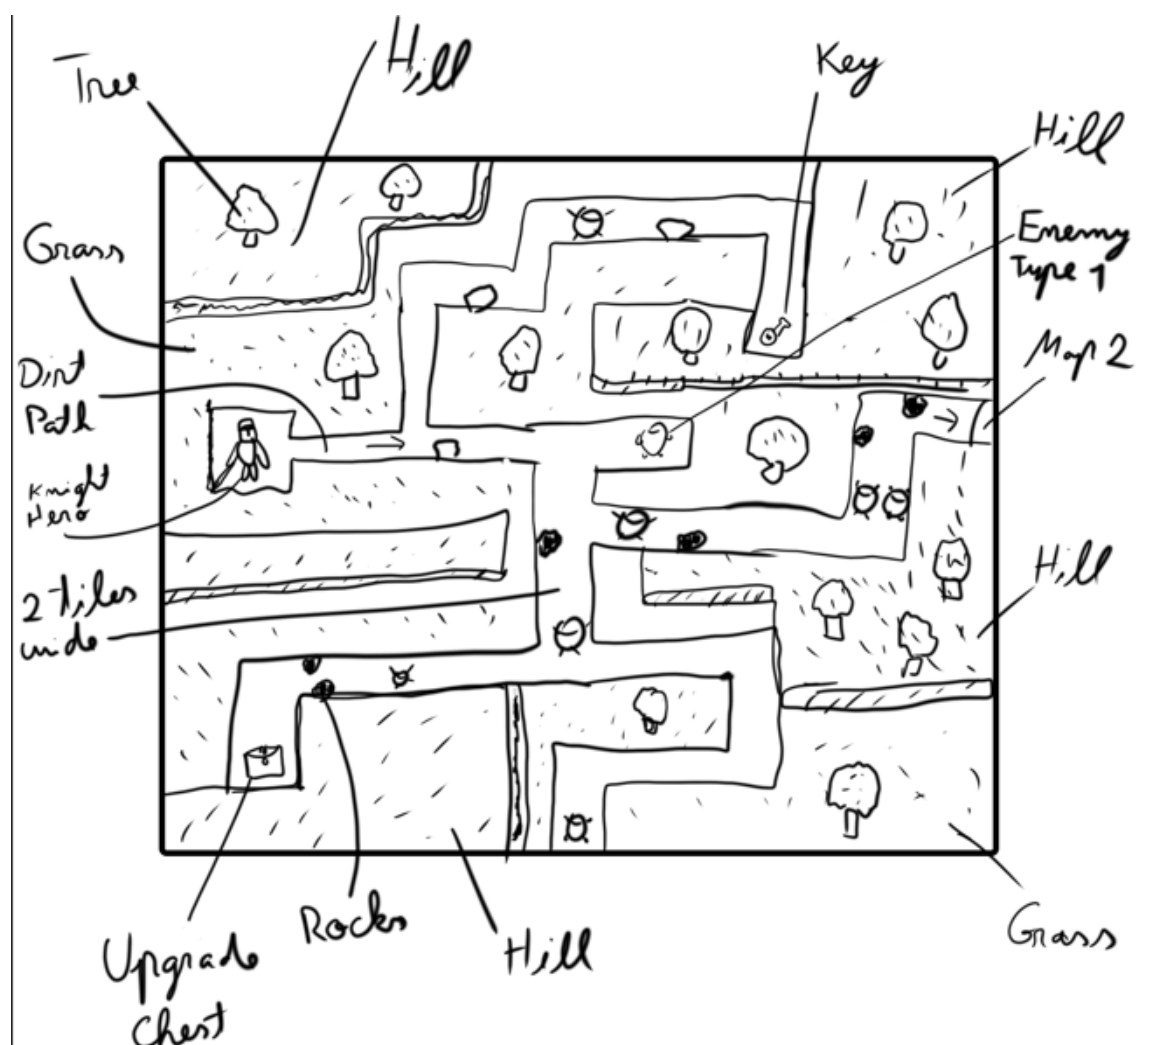 Tree
Hill
Key
Hill
Grass
Enemy
Type 1
Dirt
Path
Map 2
Knight
Hero
Hill
2 tiles
wide
Upgrade
Chest
Rocks
Hill
Grass